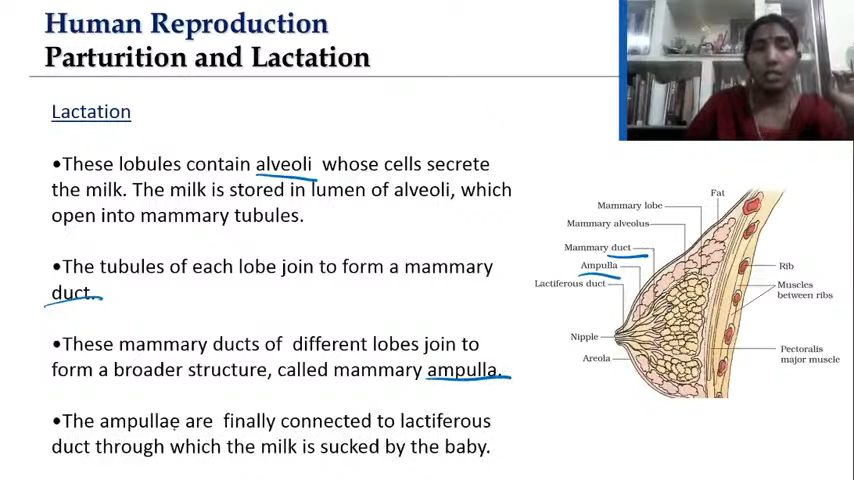 Human Reproduction
Parturition and Lactation
Lactation
•These lobules contain alveoli whose cells secrete
the milk. The milk is stored in lumen of alveoli, which
open into mammary tubules.
•The tubules of each lobe join to form a mammary
duct.
•These mammary ducts of different lobes join to
form a broader structure, called mammary ampulla.
•The ampullae are finally connected to lactiferous
duct through which the milk is sucked by the baby.
Fat
Mammary lobe
Mammary alveolus
Mammary duct
Ampulla
Lactiferous duct
Nipple
Areola
Rib
Muscles
between ribs
Pectoralis
major muscle